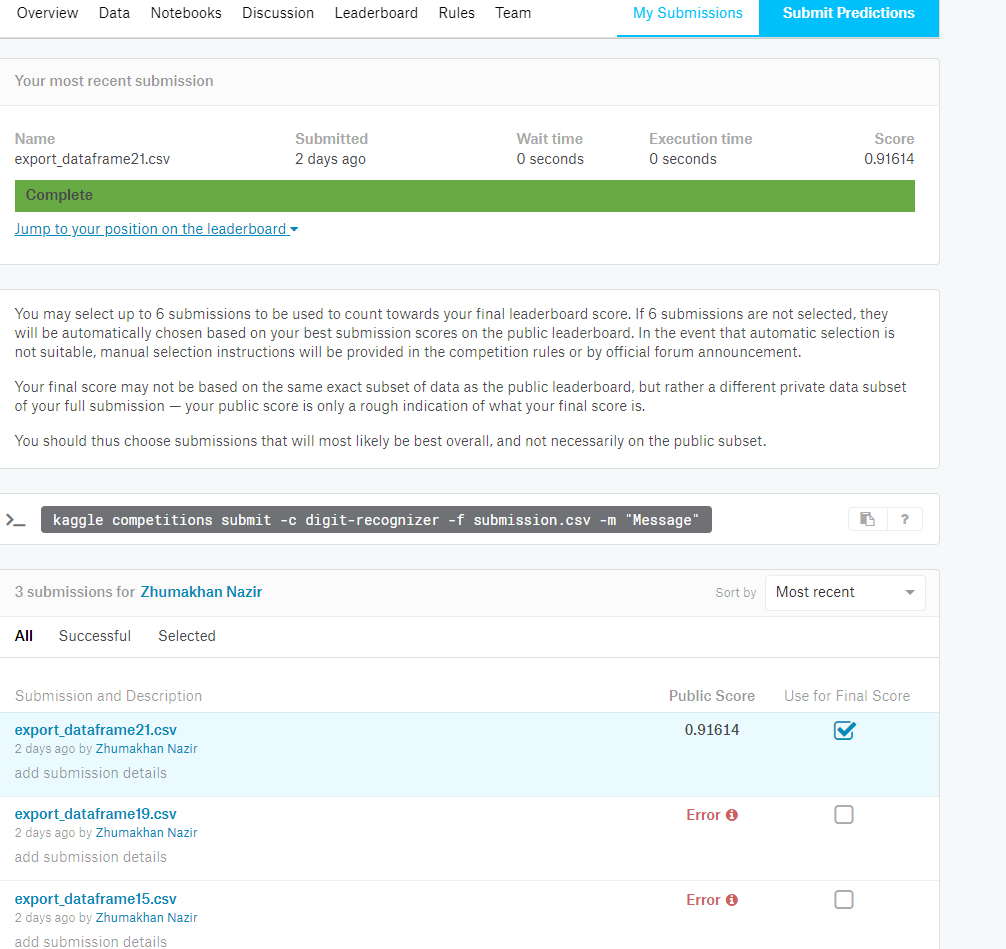 Overview Data Notebooks Discussion Leaderboard Rules Team My Submissions Submit Predictions
Your most recent submission
Name Submitted Wait time Execution time Score
export_dataframe21.csv 2 days ago 0 seconds 0 seconds 0.91614
Complete
Jump to your position on the leaderboard
You may select up to 6 submissions to be used to count towards your final leaderboard score. If 6 submissions are not selected, they
will be automatically chosen based on your best submission scores on the public leaderboard. In the event that automatic selection is
not suitable, manual selection instructions will be provided in the competition rules or by official forum announcement.
Your final score may not be based on the same exact subset of data as the public leaderboard, but rather a different private data subset
of your full submission — your public score is only a rough indication of what your final score is.
You should thus choose submissions that will most likely be best overall, and not necessarily on the public subset.
>_ kaggle competitions submit -c digit-recognizer -f submission.csv -m "Message" ?
3 submissions for Zhumakhan Nazir Sort by Most recent
All Successful Selected
Submission and Description Public Score Use for Final Score
export_dataframe21.csv 0.91614
2 days ago by Zhumakhan Nazir
add submission details
export_dataframe19.csv Error
2 days ago by Zhumakhan Nazir
add submission details
export_dataframe15.csv Error
2 days ago by Zhumakhan Nazir
add submission details